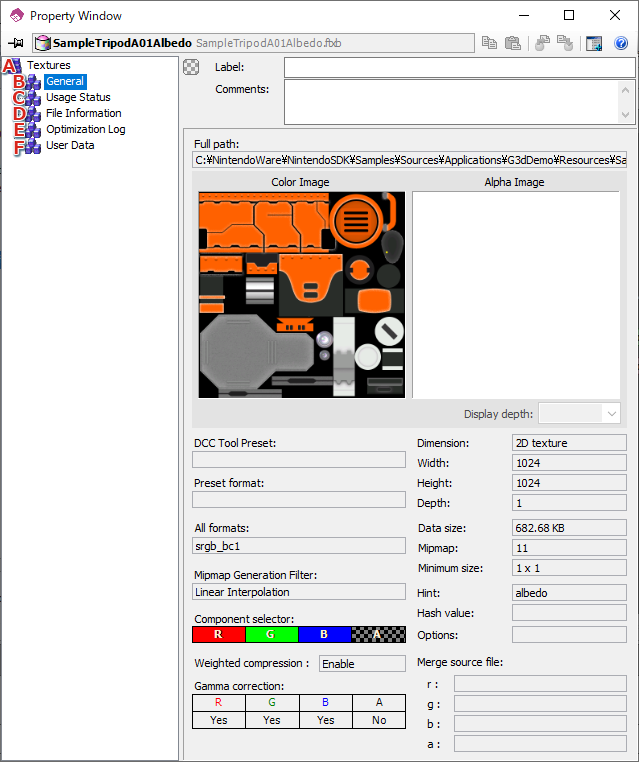 Property Window
SampleTripodA01Albedo SampleTripodA01Albedo.ftxb
A Textures
B General
C Usage Status
D File Information
E Optimization Log
F User Data
Label:
Comments:
Full path:
C:¥NintendoWare¥NintendoSDK¥Samples¥Sources¥Applications¥G3dDemo¥Resources¥Sa
Color Image Alpha Image
Display depth:
DCC Tool Preset:
Preset format:
All formats:
srgb_bc1
Mipmap Generation Filter:
Linear Interpolation
Component selector:
R G B A
Weighted compression : Enable
Gamma correction:
R G B A
Yes Yes Yes No
Dimension: 2D texture
Width: 1024
Height: 1024
Depth: 1
Data size: 682.68 KB
Mipmap: 11
Minimum size: 1 x 1
Hint: albedo
Hash value:
Options:
Merge source file:
r :
g :
b :
a :